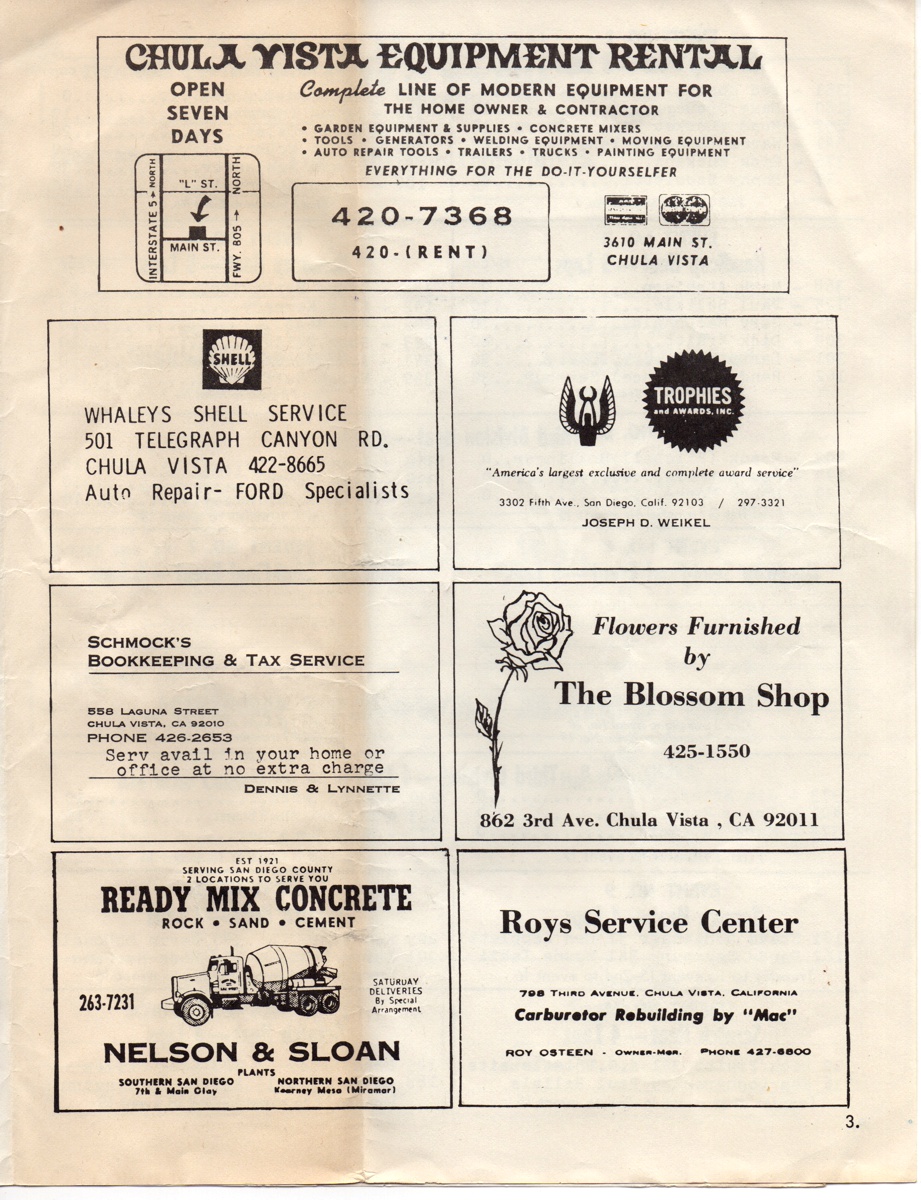 CHULA VISTA EQUIPMENT RENTAL
OPEN
SEVEN
DAYS
Complete LINE OF MODERN EQUIPMENT FOR
THE HOME OWNER & CONTRACTOR
• GARDEN EQUIPMENT & SUPPLIES • CONCRETE MIXERS
• TOOLS • GENERATORS • WELDING EQUIPMENT • MOVING EQUIPMENT
• AUTO REPAIR TOOLS • TRAILERS • TRUCKS • PAINTING EQUIPMENT
EVERYTHING FOR THE DO-IT-YOURSELFER
INTERSTATE 5 → NORTH
"L" ST.
MAIN ST.
FWY. 805 → NORTH
420-7368
420-(RENT)
3610 MAIN ST.
CHULA VISTA
SHELL
WHALEYS SHELL SERVICE
501 TELEGRAPH CANYON RD.
CHULA VISTA 422-8665
Auto Repair- FORD Specialists
TROPHIES
and AWARDS, INC.
"America's largest exclusive and complete award service"
3302 Fifth Ave., San Diego, Calif. 92103 / 297-3321
JOSEPH D. WEIKEL
SCHMOCK'S
BOOKKEEPING & TAX SERVICE
558 LAGUNA STREET
CHULA VISTA, CA 92010
PHONE 426-2653
Serv avail in your home or
office at no extra charge
DENNIS & LYNNETTE
Flowers Furnished
by
The Blossom Shop
425-1550
862 3rd Ave. Chula Vista , CA 92011
EST 1921
SERVING SAN DIEGO COUNTY
2 LOCATIONS TO SERVE YOU
READY MIX CONCRETE
ROCK • SAND • CEMENT
263-7231
SATURDAY
DELIVERIES
By Special
Arrangement
NELSON & SLOAN
PLANTS
SOUTHERN SAN DIEGO
7th & Main Otay
NORTHERN SAN DIEGO
Kearney Mesa (Miramar)
Roys Service Center
798 THIRD AVENUE, CHULA VISTA, CALIFORNIA
Carburetor Rebuilding by "Mac"
ROY OSTEEN - OWNER-MGR. PHONE 427-6800
3.